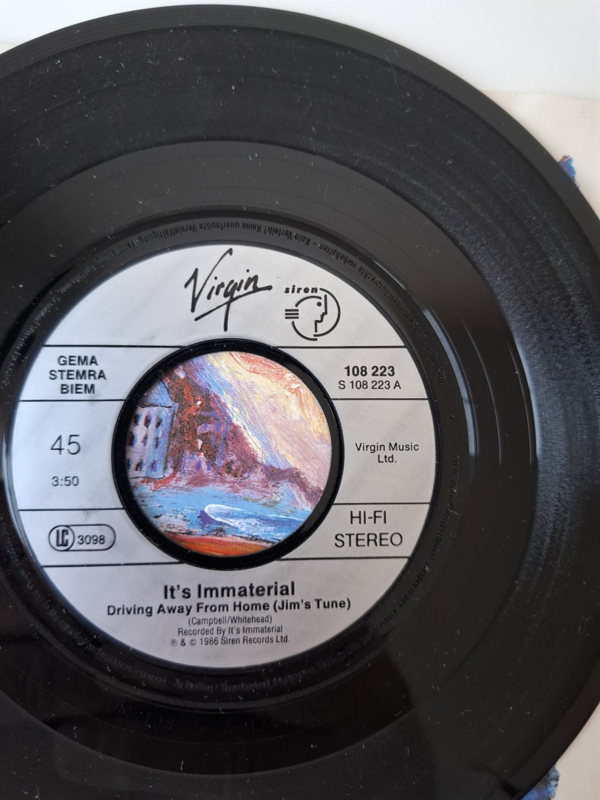 Virgin
siren
GEMA
STEMRA
BIEM
108 223
S 108 223 A
45
3:50
Virgin Music
Ltd.
LC 3098
HI-FI
STEREO
It's Immaterial
Driving Away From Home (Jim's Tune)
(Campbell/Whitehead)
Recorded By It's Immaterial
℗ & © 1986 Siren Records Ltd.